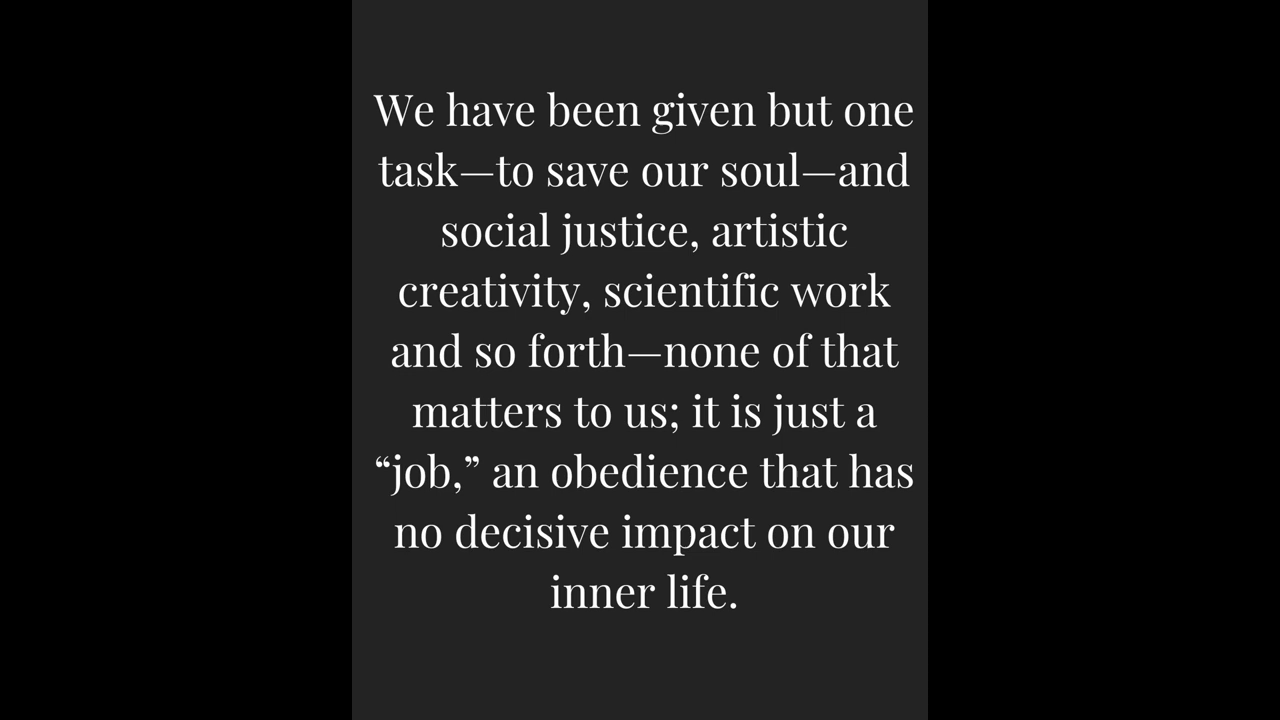 We have been given but one
task—to save our soul—and
social justice, artistic
creativity, scientific work
and so forth—none of that
matters to us; it is just a
“job,” an obedience that has
no decisive impact on our
inner life.